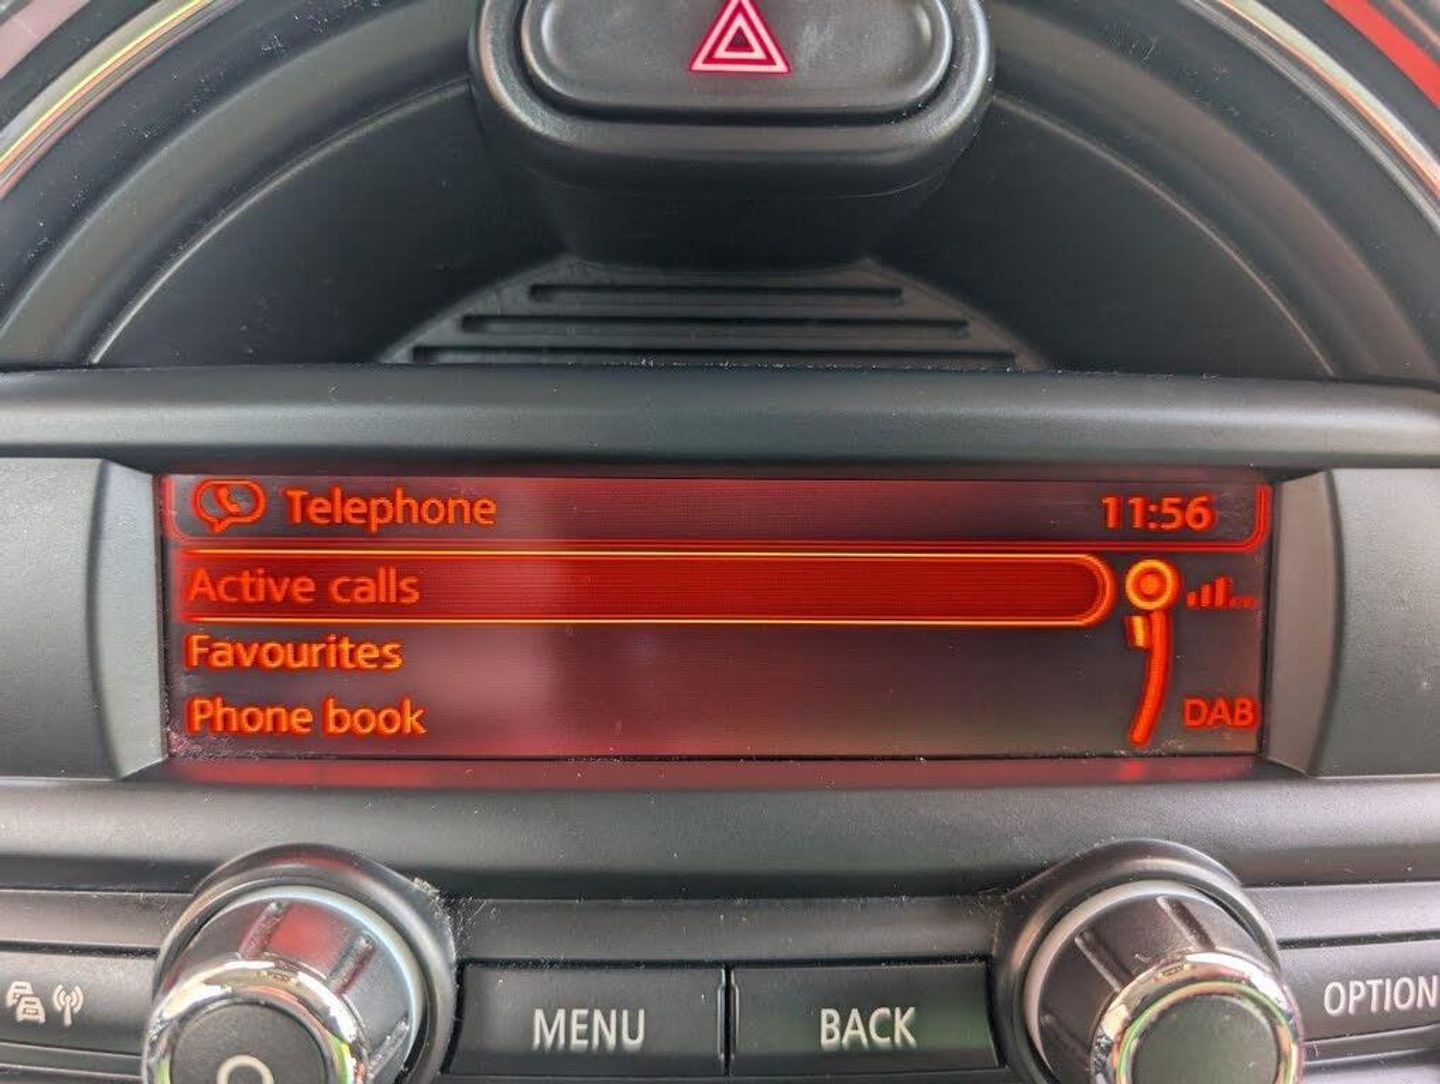 Telephone 11:56
Active calls
Favourites
Phone book DAB
MENU BACK OPTION